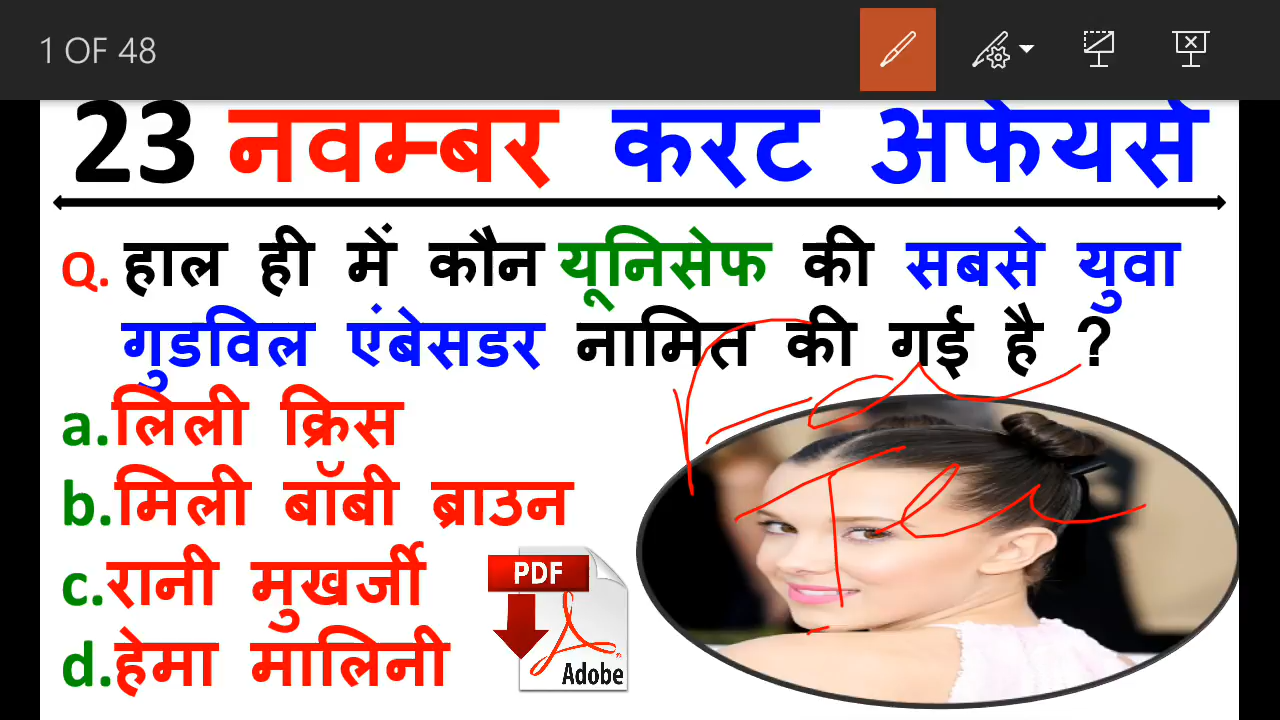 1 OF 48
23 नवम्बर करट अफेयर्स
Q. हाल ही में कौन यूनिसेफ की सबसे युवा
गुडविल एंबेसडर नामित की गई है ?
a.लिली क्रिस
b.मिली बॉबी ब्राउन
c.रानी मुखर्जी
d.हेमा मालिनी
PDF
Adobe